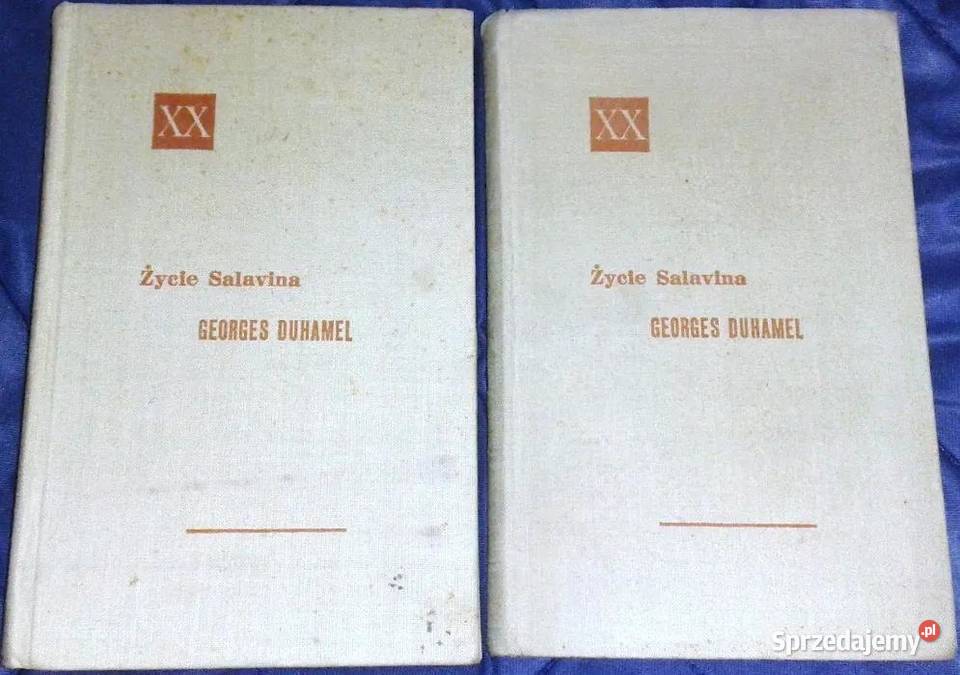 XX
Życie Salavina
GEORGES DUHAMEL
XX
Życie Salavina
GEORGES DUHAMEL
Sprzedajemy.pl